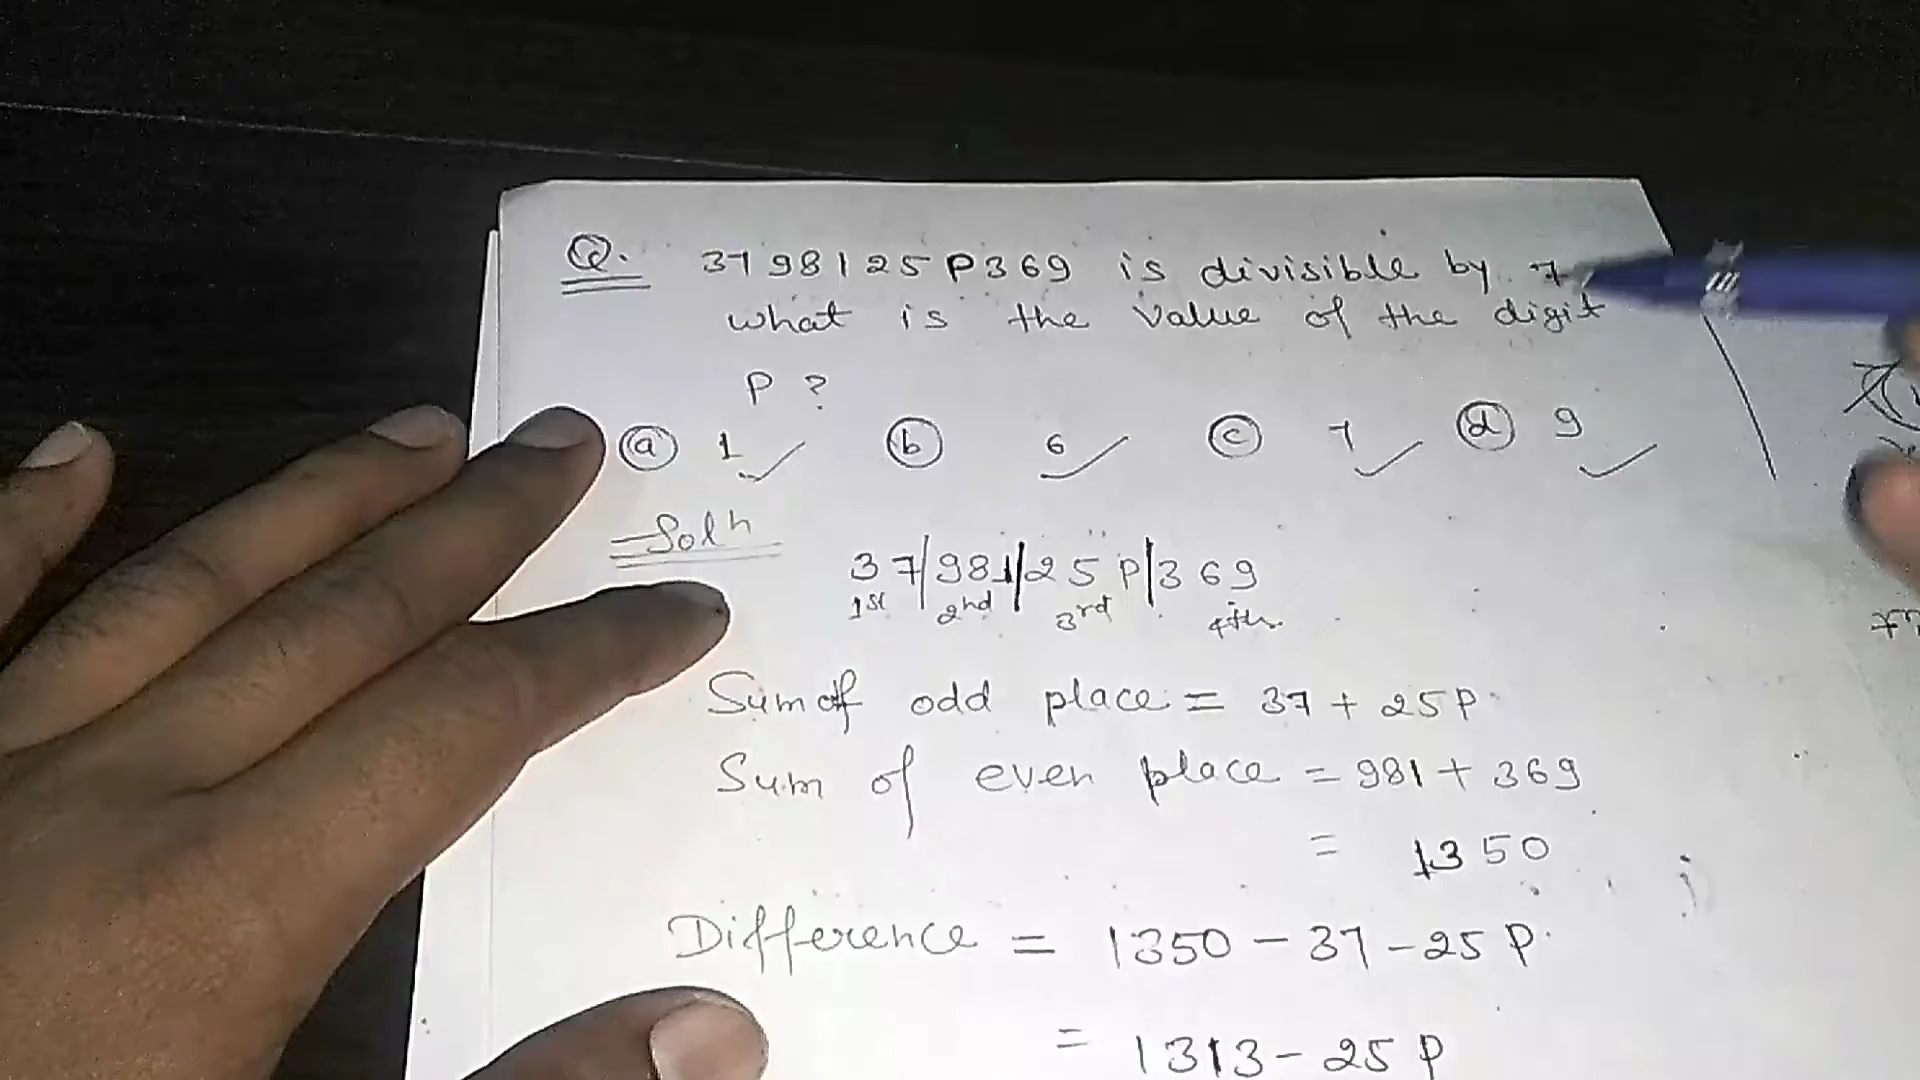 Q. 3798125P369 is divisible by 7
what is the value of the digit
P ?
(a) 1 (b) 6 (c) 7 (d) 9
Soln
37/981/25P/369
1st 2nd 3rd 4th
Sum of odd place = 37 + 25P
Sum of even place = 981 + 369
= 1350
Difference = 1350 - 37 - 25P
= 1313 - 25P